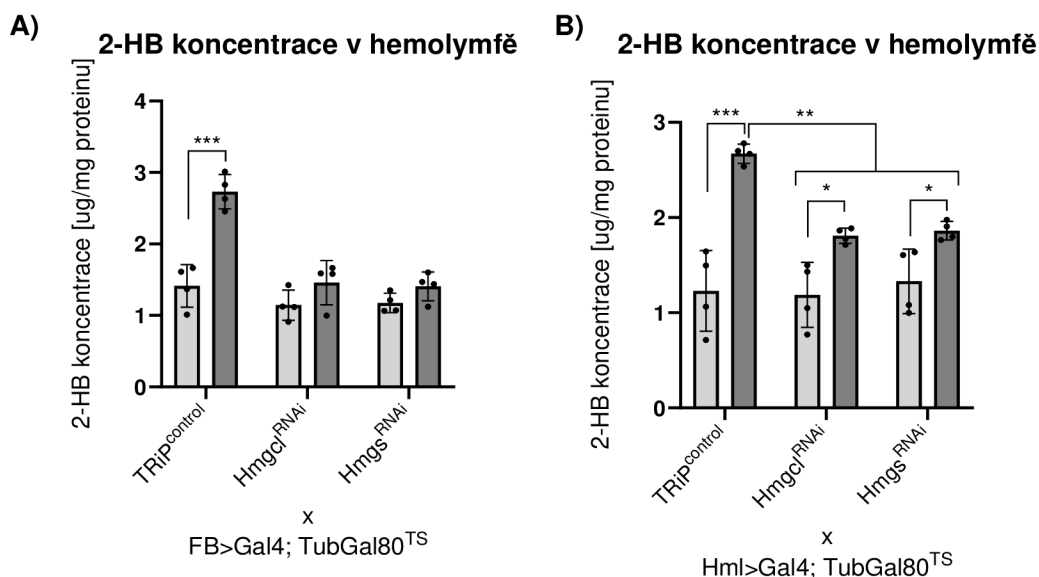 A)
2-HB koncentrace v hemolymfě
2-HB koncentrace [ug/mg proteinu]
4
3
2
1
0
***
TRiPcontrol
HmgclRNAi
HmgsRNAi
x
FB>Gal4; TubGal80TS
B)
2-HB koncentrace v hemolymfě
2-HB koncentrace [ug/mg proteinu]
3
2
1
0
***
**
*
*
TRiPcontrol
HmgclRNAi
HmgsRNAi
x
Hml>Gal4; TubGal80TS